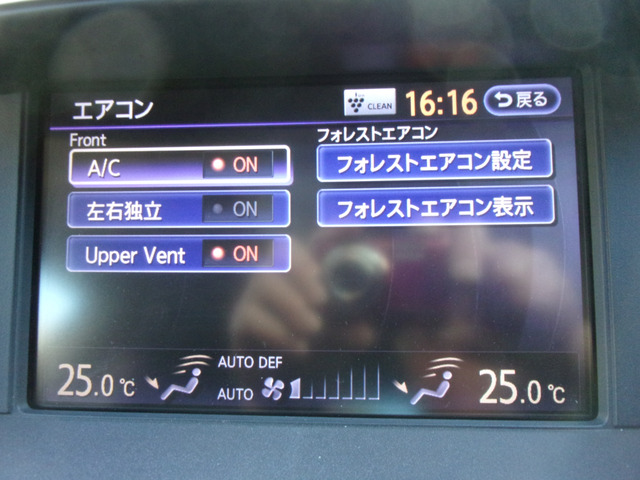 エアコン
CLEAN
16:16
戻る
Front
フォレストエアコン
A/C ON
フォレストエアコン設定
左右独立 ON
フォレストエアコン表示
Upper Vent ON
25.0℃
AUTO DEF
AUTO
25.0℃